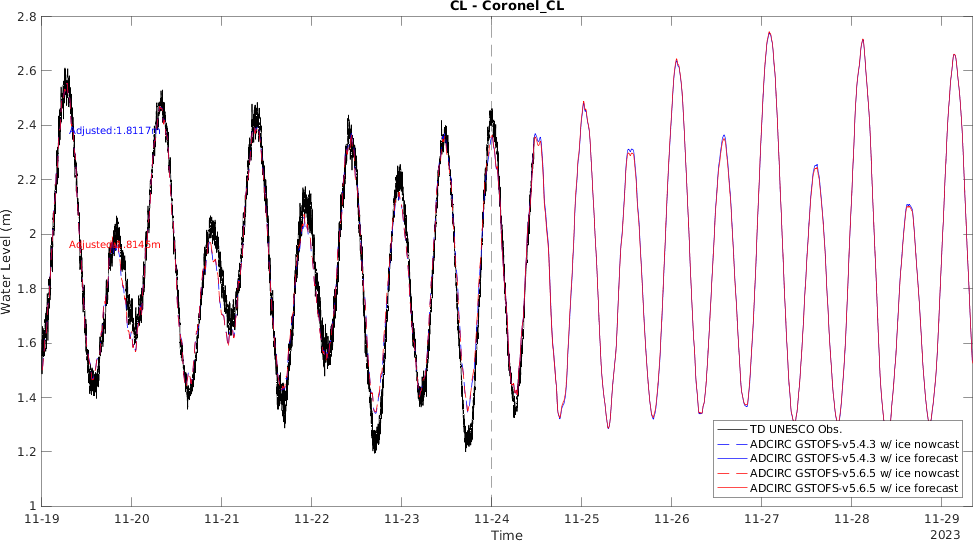 CL - Coronel_CL
2.8
2.6
2.4
2.2
2
1.8
1.6
1.4
1.2
1
Water Level (m)
Adjusted:1.8117m
Adjusted:1.8145m
TD UNESCO Obs.
ADCIRC GSTOFS-v5.4.3 w/ ice nowcast
ADCIRC GSTOFS-v5.4.3 w/ ice forecast
ADCIRC GSTOFS-v5.6.5 w/ ice nowcast
ADCIRC GSTOFS-v5.6.5 w/ ice forecast
11-19 11-20 11-21 11-22 11-23 11-24 11-25 11-26 11-27 11-28 11-29
Time
2023